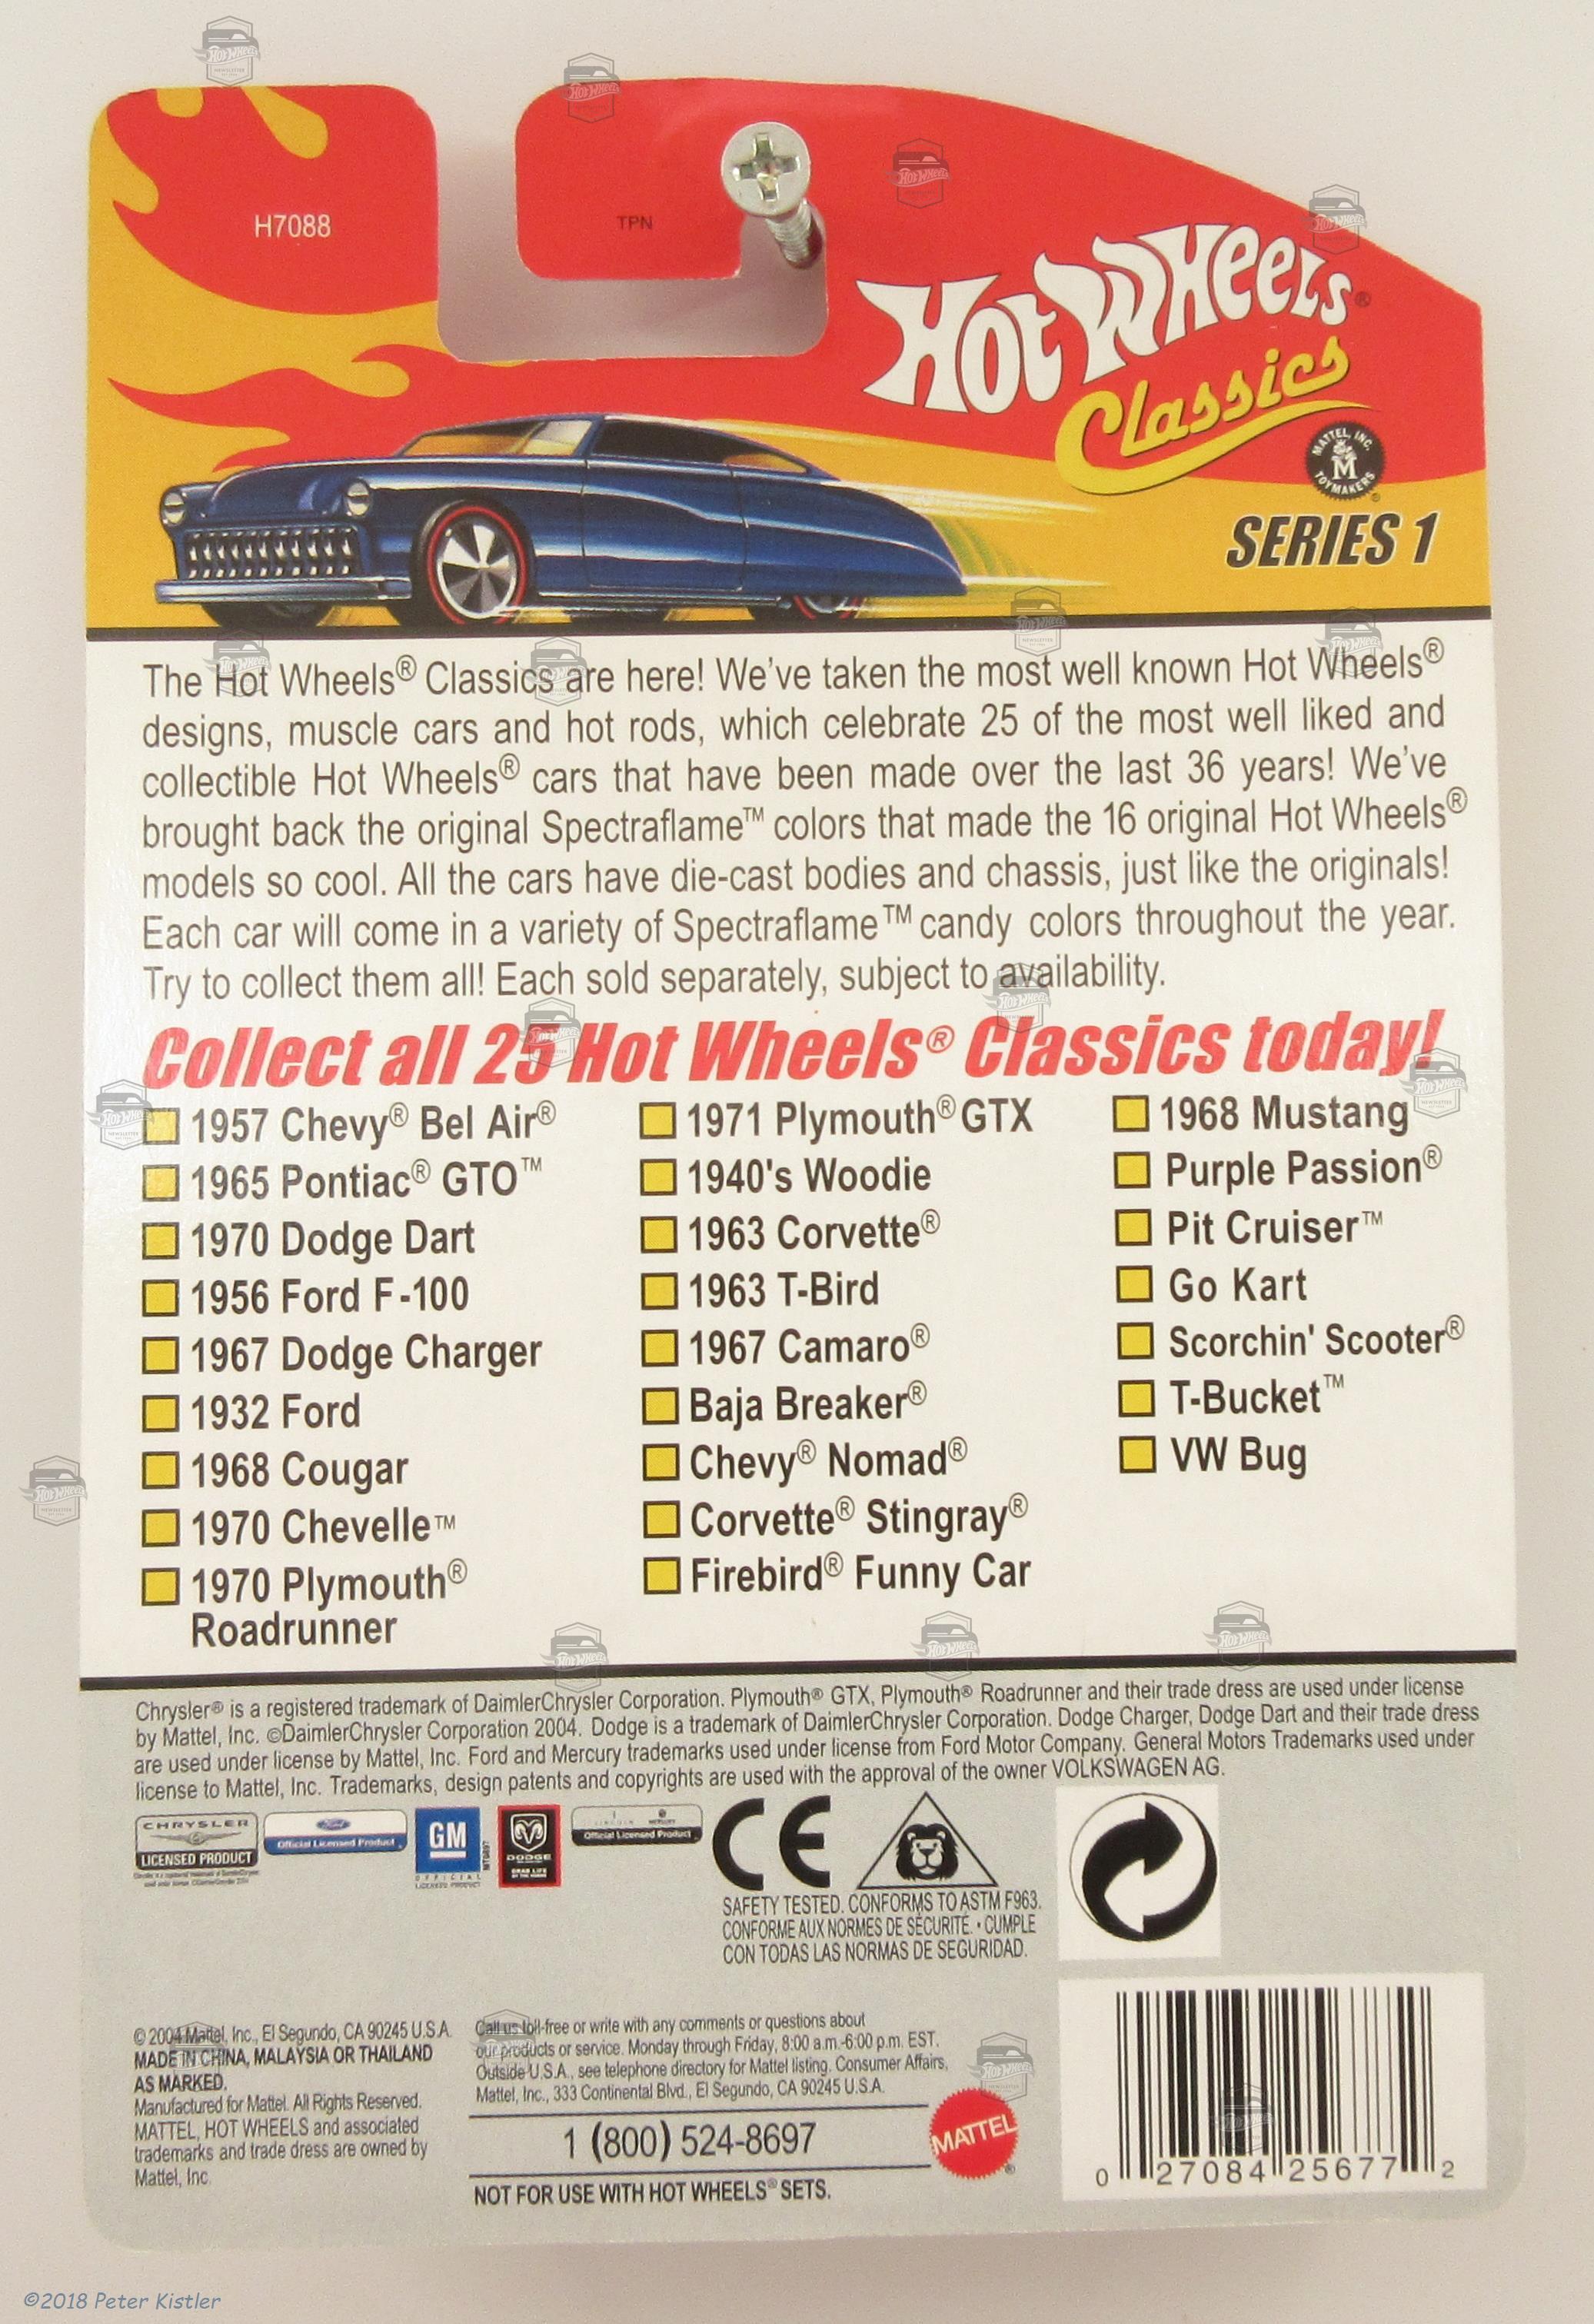 H7088
TPN
Hot Wheels®
Classics
MATTEL, INC.
M
TOYMAKERS
SERIES 1
The Hot Wheels® Classics are here! We've taken the most well known Hot Wheels®
designs, muscle cars and hot rods, which celebrate 25 of the most well liked and
collectible Hot Wheels® cars that have been made over the last 36 years! We've
brought back the original Spectraflame™ colors that made the 16 original Hot Wheels®
models so cool. All the cars have die-cast bodies and chassis, just like the originals!
Each car will come in a variety of Spectraflame™ candy colors throughout the year.
Try to collect them all! Each sold separately, subject to availability.
Collect all 25 Hot Wheels® Classics today!
1957 Chevy® Bel Air®
1965 Pontiac® GTO™
1970 Dodge Dart
1956 Ford F-100
1967 Dodge Charger
1932 Ford
1968 Cougar
1970 Chevelle™
1970 Plymouth®
Roadrunner
1971 Plymouth® GTX
1940's Woodie
1963 Corvette®
1963 T-Bird
1967 Camaro®
Baja Breaker®
Chevy® Nomad®
Corvette® Stingray®
Firebird® Funny Car
1968 Mustang
Purple Passion®
Pit Cruiser™
Go Kart
Scorchin' Scooter®
T-Bucket™
VW Bug
Chrysler® is a registered trademark of DaimlerChrysler Corporation. Plymouth® GTX, Plymouth® Roadrunner and their trade dress are used under license
by Mattel, Inc. ©DaimlerChrysler Corporation 2004. Dodge is a trademark of DaimlerChrysler Corporation. Dodge Charger, Dodge Dart and their trade dress
are used under license by Mattel, Inc. Ford and Mercury trademarks used under license from Ford Motor Company. General Motors Trademarks used under
license to Mattel, Inc. Trademarks, design patents and copyrights are used with the approval of the owner VOLKSWAGEN AG.
CHRYSLER
LICENSED PRODUCT
Ford
Official Licensed Product
GM
OFFICIAL
LICENSED PRODUCT
DODGE
GRAB LIFE
BY THE HORNS
LINCOLN MERCURY
Official Licensed Product
CE
SAFETY TESTED. CONFORMS TO ASTM F963.
CONFORME AUX NORMES DE SÉCURITÉ. • CUMPLE
CON TODAS LAS NORMAS DE SEGURIDAD.
© 2004 Mattel, Inc., El Segundo, CA 90245 U.S.A.
MADE IN CHINA, MALAYSIA OR THAILAND
AS MARKED.
Manufactured for Mattel. All Rights Reserved.
MATTEL, HOT WHEELS and associated
trademarks and trade dress are owned by
Mattel, Inc.
Call us toll-free or write with any comments or questions about
our products or service. Monday through Friday, 8:00 a.m.-6:00 p.m. EST.
Outside U.S.A., see telephone directory for Mattel listing. Consumer Affairs,
Mattel, Inc., 333 Continental Blvd., El Segundo, CA 90245 U.S.A.
1 (800) 524-8697
NOT FOR USE WITH HOT WHEELS® SETS.
MATTEL®
0 27084 25677 2
©2018 Peter Kistler